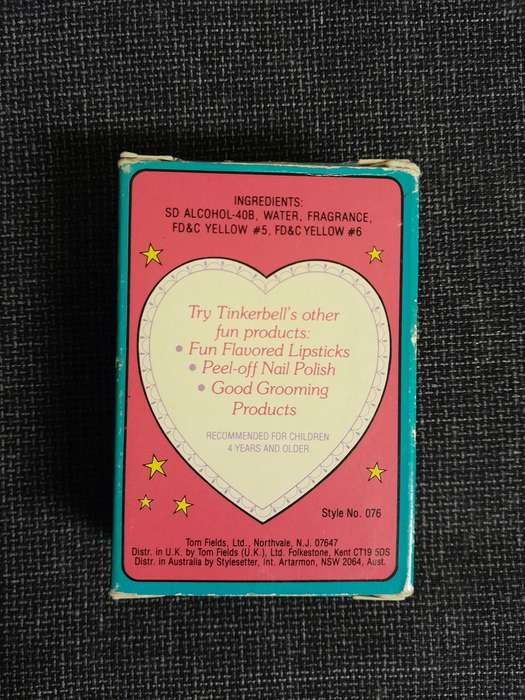 INGREDIENTS:
SD ALCOHOL-40B, WATER, FRAGRANCE,
FD&C YELLOW #5, FD&C YELLOW #6
Try Tinkerbell's other
fun products:
• Fun Flavored Lipsticks
• Peel-off Nail Polish
• Good Grooming
Products
RECOMMENDED FOR CHILDREN
4 YEARS AND OLDER
Style No. 076
Tom Fields, Ltd., Northvale, N.J. 07647
Distr. in U.K. by Tom Fields (U.K.), Ltd. Folkestone, Kent CT19 5DS
Distr. in Australia by Stylesetter, Int. Artarmon, NSW 2064, Aust.